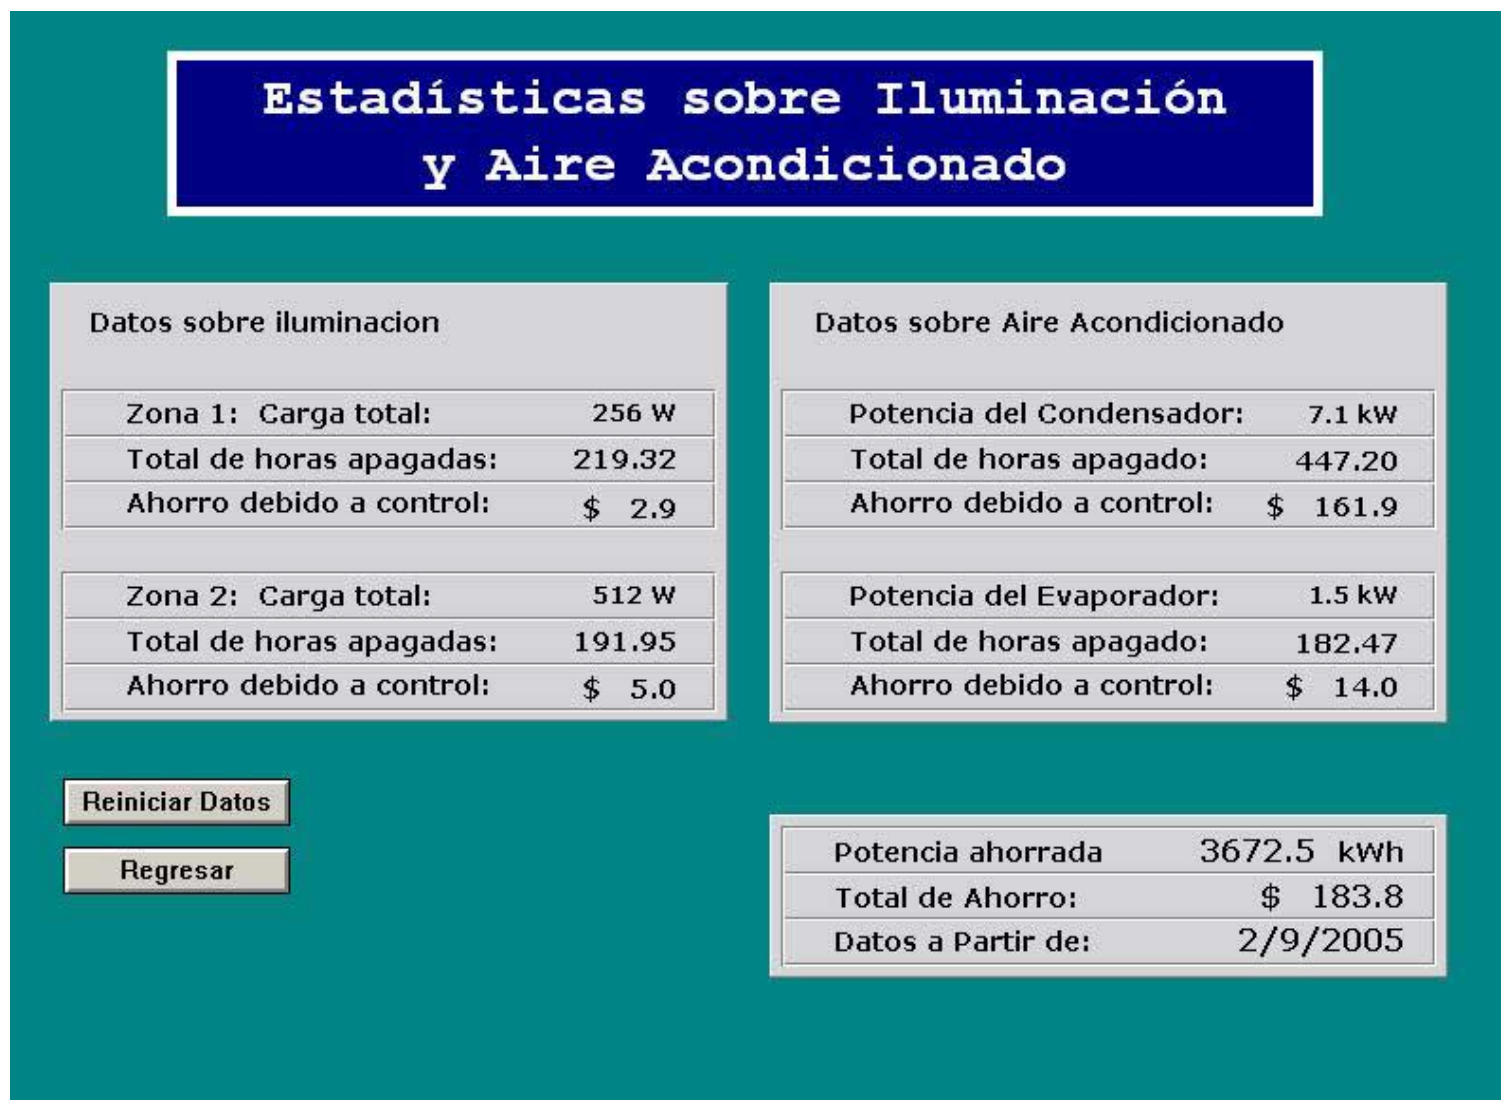 Estadísticas sobre Iluminación
y Aire Acondicionado
Datos sobre iluminacion
Zona 1: Carga total: 256 W
Total de horas apagadas: 219.32
Ahorro debido a control: $ 2.9
Zona 2: Carga total: 512 W
Total de horas apagadas: 191.95
Ahorro debido a control: $ 5.0
Datos sobre Aire Acondicionado
Potencia del Condensador: 7.1 kW
Total de horas apagado: 447.20
Ahorro debido a control: $ 161.9
Potencia del Evaporador: 1.5 kW
Total de horas apagado: 182.47
Ahorro debido a control: $ 14.0
Reiniciar Datos
Regresar
Potencia ahorrada 3672.5 kWh
Total de Ahorro: $ 183.8
Datos a Partir de: 2/9/2005